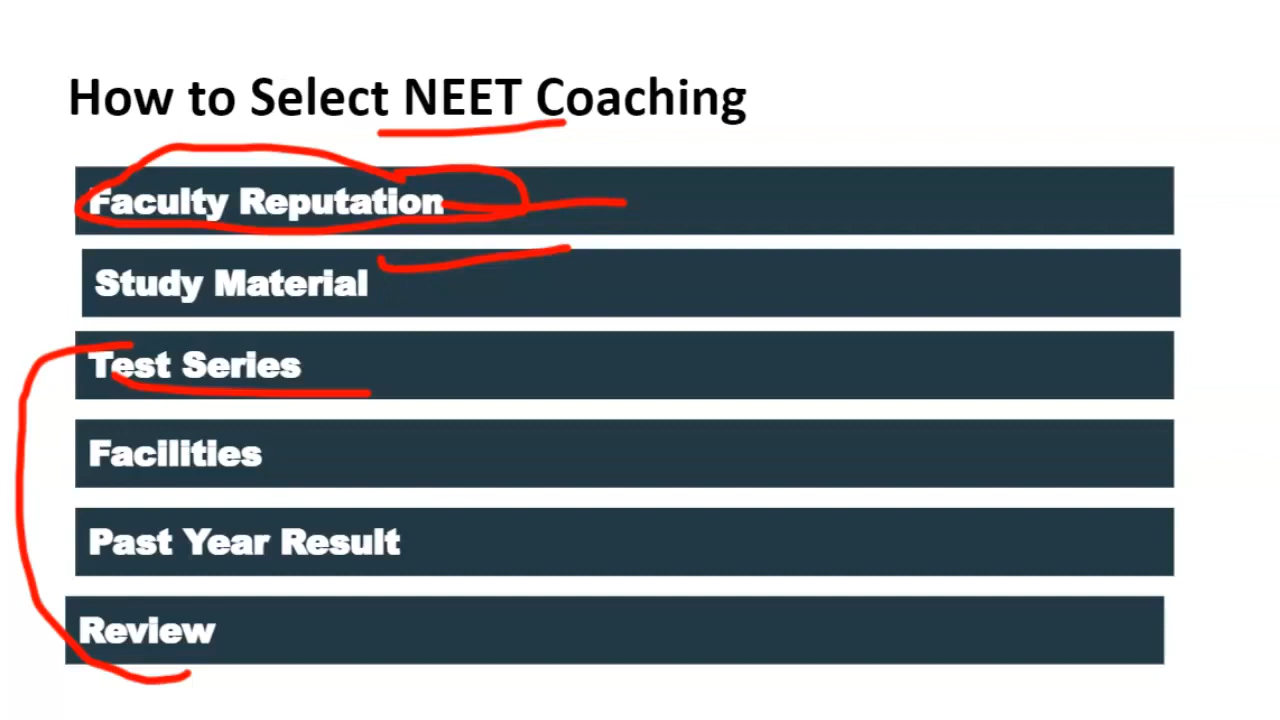 How to Select NEET Coaching
Faculty Reputation
Study Material
Test Series
Facilities
Past Year Result
Review